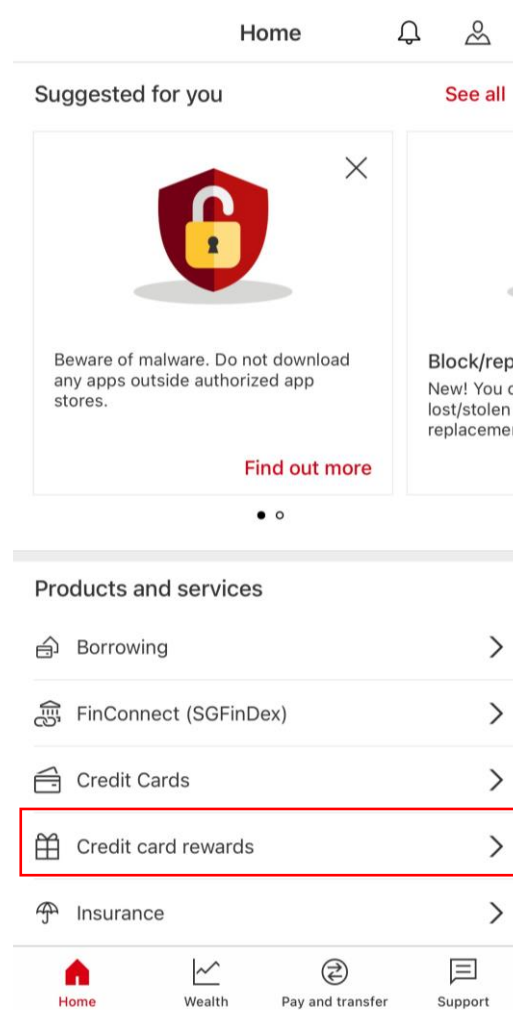 Home
Suggested for you
See all
Beware of malware. Do not download
any apps outside authorized app
stores.
Find out more
Block/rep
New! You c
lost/stolen
replacemer
Products and services
Borrowing
FinConnect (SGFinDex)
Credit Cards
Credit card rewards
Insurance
Home
Wealth
Pay and transfer
Support